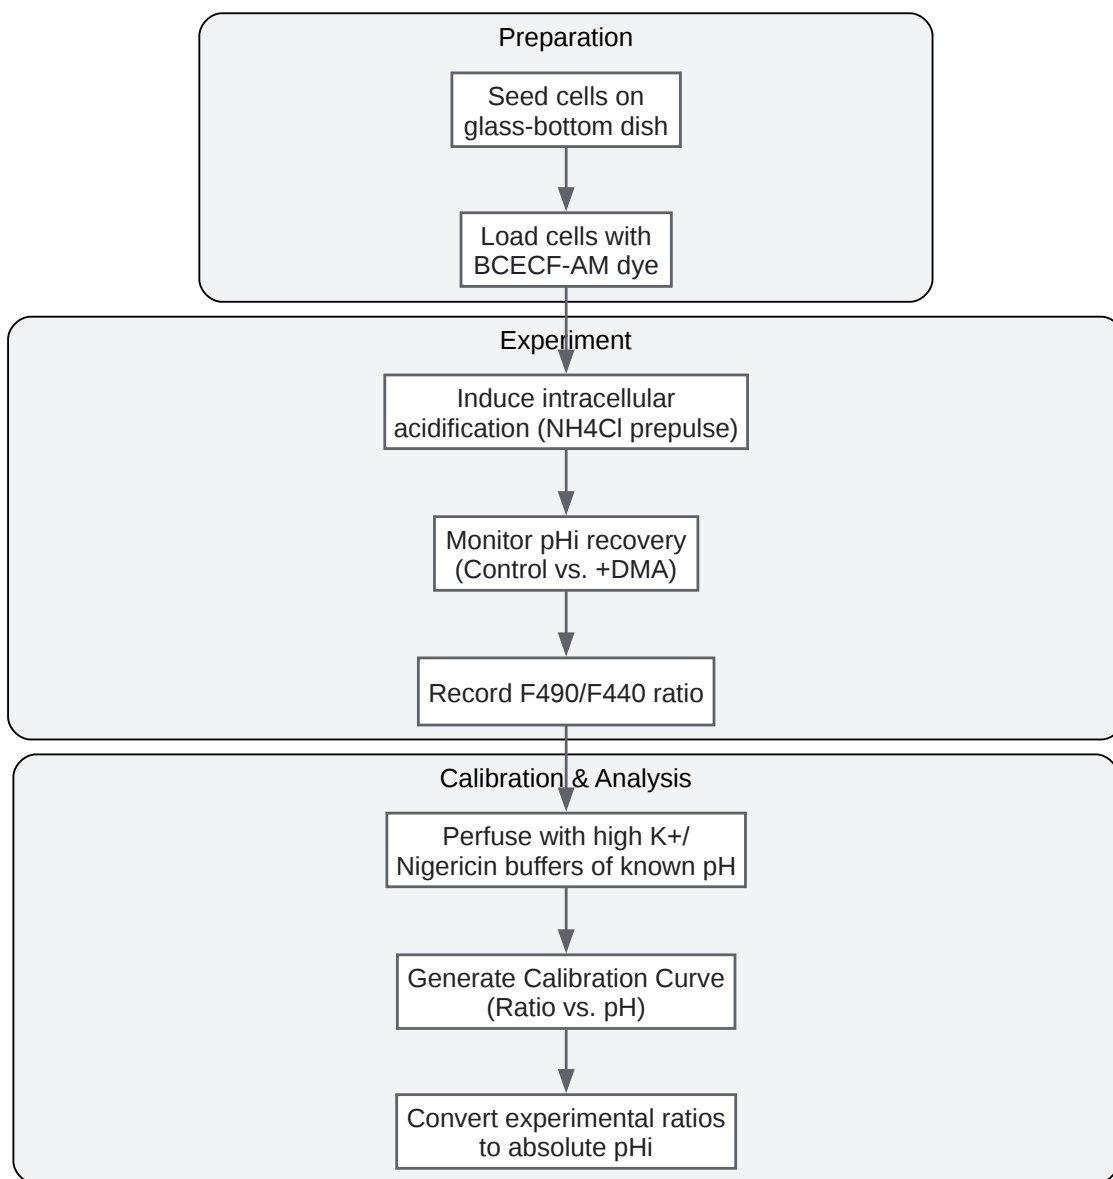 Preparation
Seed cells on
glass-bottom dish
Load cells with
BCECF-AM dye
Experiment
Induce intracellular
acidification (NH4Cl prepulse)
Monitor pHi recovery
(Control vs. +DMA)
Record F490/F440 ratio
Calibration & Analysis
Perfuse with high K+/
Nigericin buffers of known pH
Generate Calibration Curve
(Ratio vs. pH)
Convert experimental ratios
to absolute pHi